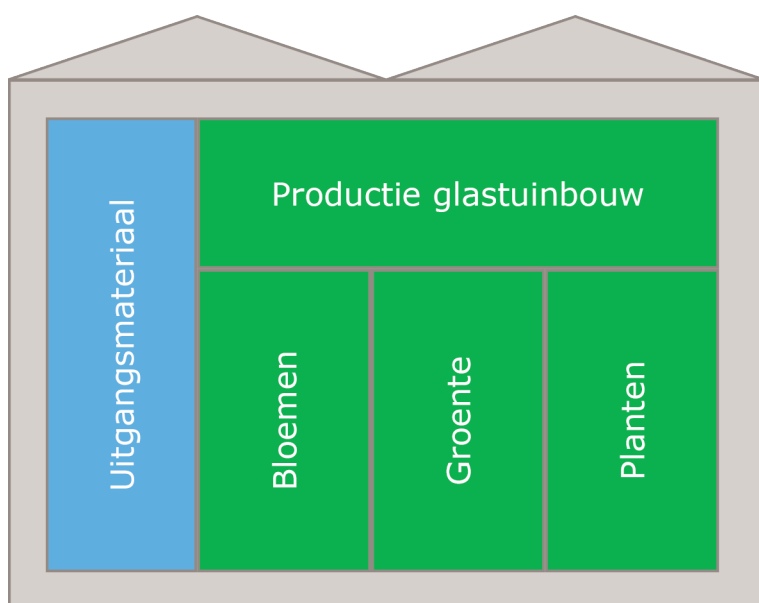 Uitgangsmateriaal
Productie glastuinbouw
Bloemen
Groente
Planten